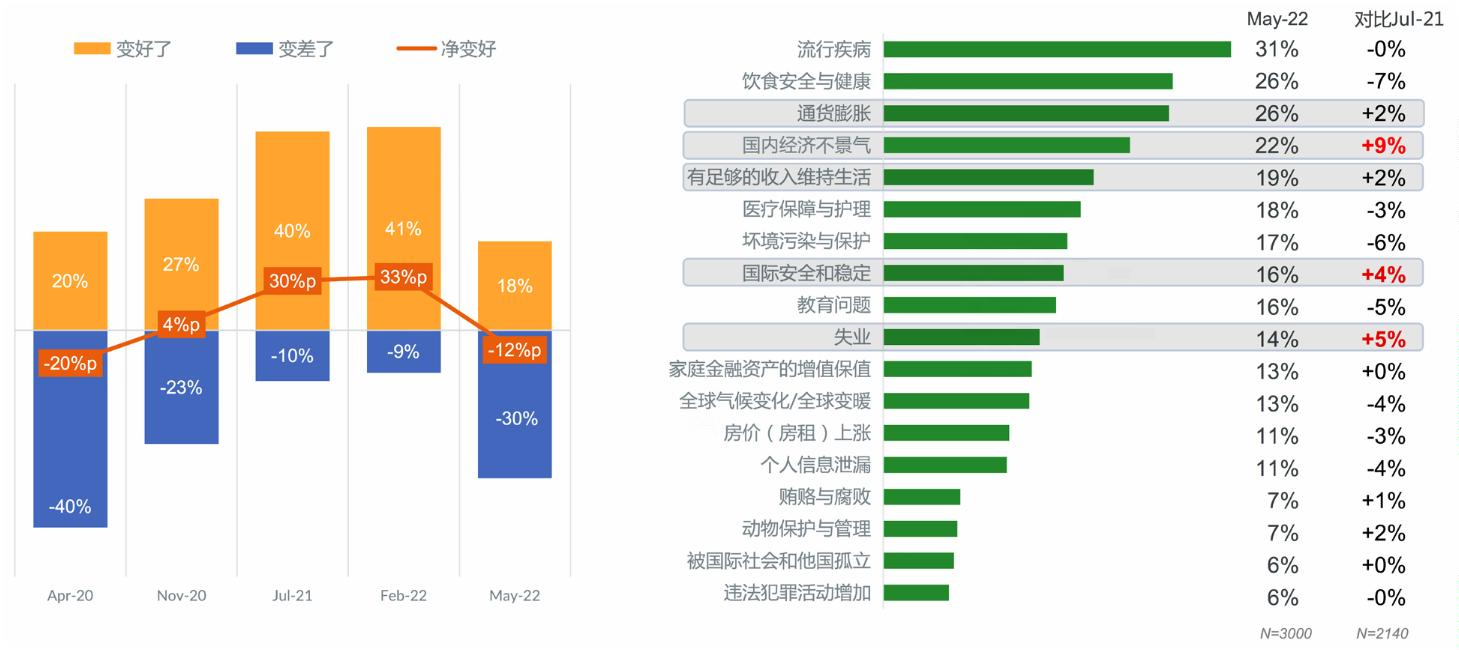 变好了 变差了 净变好
20% 27% 40% 41% 18%
-20%p 4%p 30%p 33%p -12%p
-40% -23% -10% -9% -30%
Apr-20 Nov-20 Jul-21 Feb-22 May-22
May-22 对比Jul-21
流行疾病 31% -0%
饮食安全与健康 26% -7%
通货膨胀 26% +2%
国内经济不景气 22% +9%
有足够的收入维持生活 19% +2%
医疗保障与护理 18% -3%
坏境污染与保护 17% -6%
国际安全和稳定 16% +4%
教育问题 16% -5%
失业 14% +5%
家庭金融资产的增值保值 13% +0%
全球气候变化/全球变暖 13% -4%
房价（房租）上涨 11% -3%
个人信息泄漏 11% -4%
贿赂与腐败 7% +1%
动物保护与管理 7% +2%
被国际社会和他国孤立 6% +0%
违法犯罪活动增加 6% -0%
N=3000 N=2140